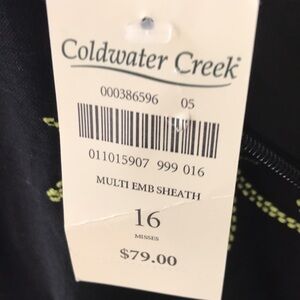 Coldwater Creek
000386596 05
011015907 999 016
MULTI EMB SHEATH
16
MISSES
$79.00